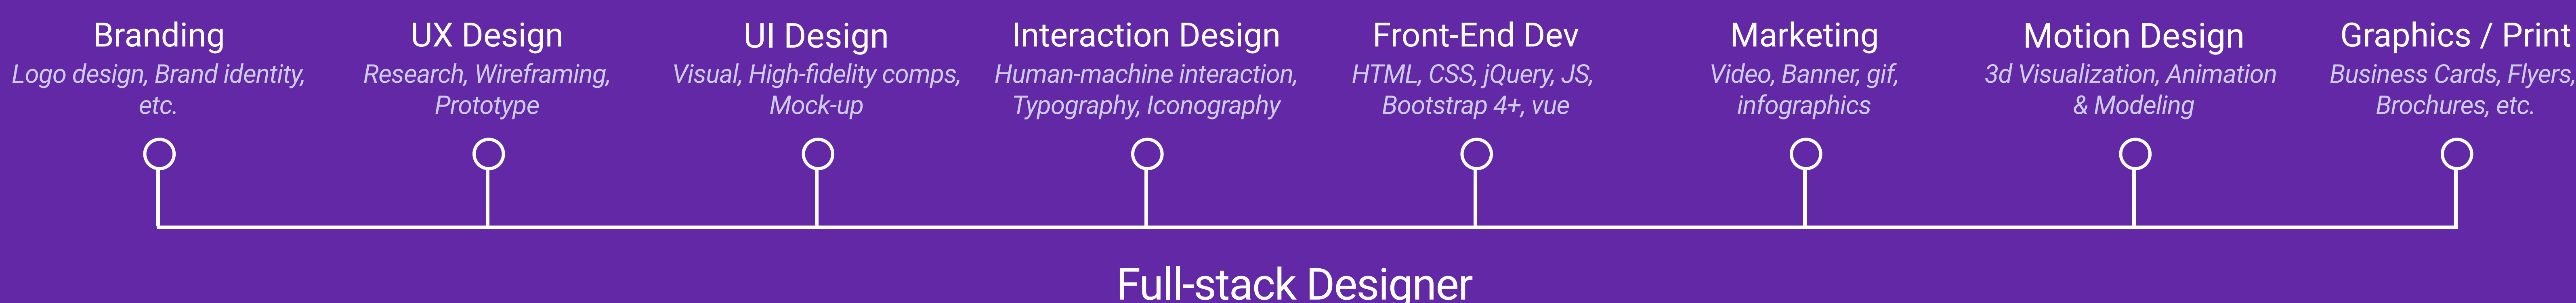 Branding
Logo design, Brand identity,
etc.
UX Design
Research, Wireframing,
Prototype
UI Design
Visual, High-fidelity comps,
Mock-up
Interaction Design
Human-machine interaction,
Typography, Iconography
Front-End Dev
HTML, CSS, jQuery, JS,
Bootstrap 4+, vue
Marketing
Video, Banner, gif,
infographics
Motion Design
3d Visualization, Animation
& Modeling
Graphics / Print
Business Cards, Flyers,
Brochures, etc.
Full-stack Designer